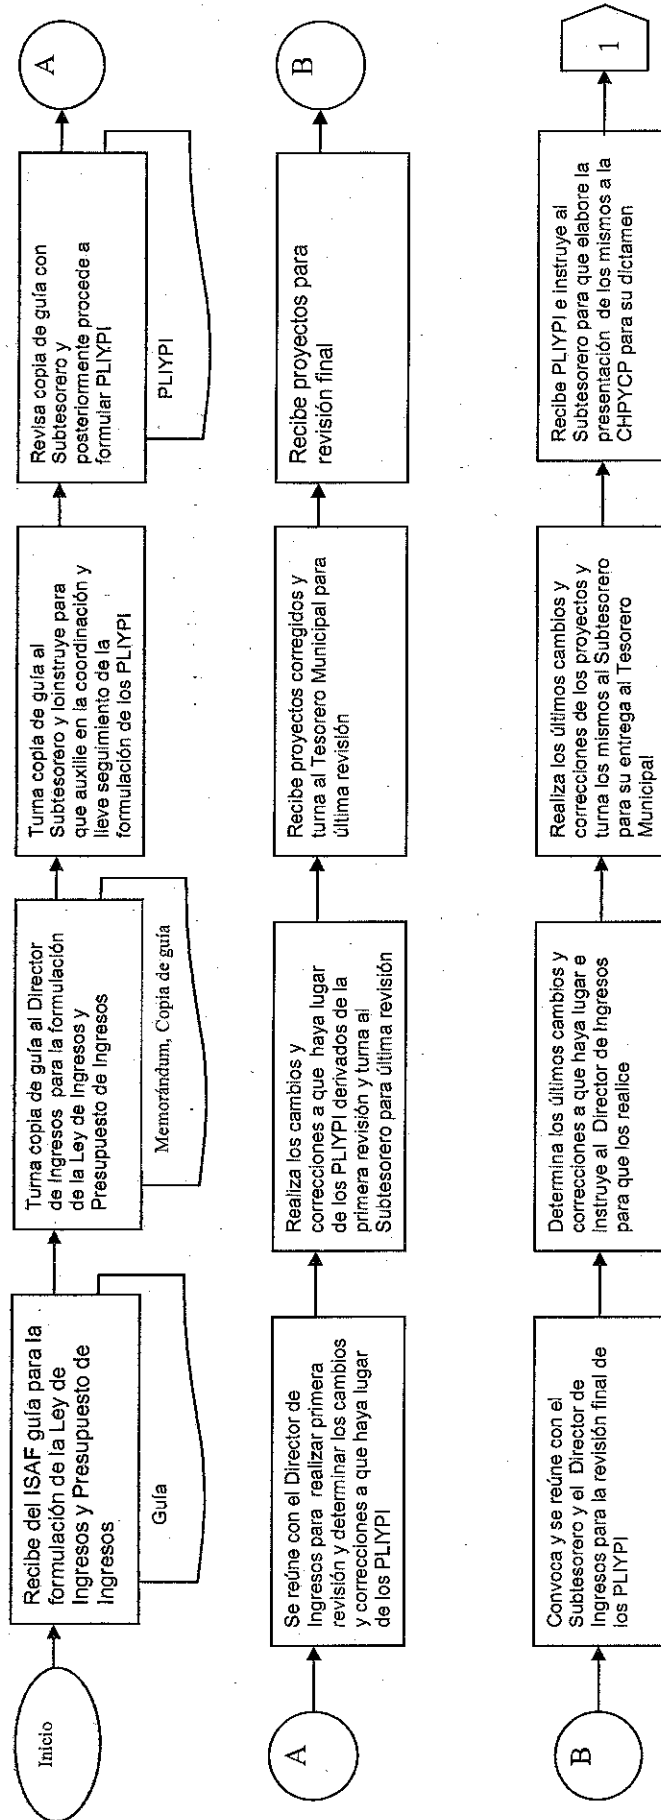 Inicio
Recibe del ISAF guía para la
formulación de la Ley de
Ingresos y Presupuesto de
Ingresos
Guía
Turna copia de guía al Director
de Ingresos para la formulación
de la Ley de Ingresos y
Presupuesto de Ingresos
Memorándum, Copia de guía
Turna copia de guía al
Subtesorero y loinstruye para
que auxilie en la coordinación y
lleve seguimiento de la
formulación de los PLIYPI
Revisa copia de guía con
Subtesorero y
posteriormente procede a
formular PLIYPI
PLIYPI
A
A
Se reúne con el Director de
Ingresos para realizar primera
revisión y determinar los cambios
y correcciones a que haya lugar
de los PLIYPI
Realiza los cambios y
correcciones a que haya lugar
de los PLIYPI derivados de la
primera revisión y turna al
Subtesorero para última revisión
Recibe proyectos corregidos y
turna al Tesorero Municipal para
última revisión
Recibe proyectos para
revisión final
B
B
Convoca y se reúne con el
Subtesorero y el Director de
Ingresos para la revisión final de
los PLIYPI
Determina los últimos cambios y
correcciones a que haya lugar e
Instruye al Director de Ingresos
para que los realice
Realiza los últimos cambios y
correcciones de los proyectos y
turna los mismos al Subtesorero
para su entrega al Tesorero
Municipal
Recibe PLIYPI e instruye al
Subtesorero para que elabore la
presentación de los mismos a la
CHPYCP para su dictamen
1